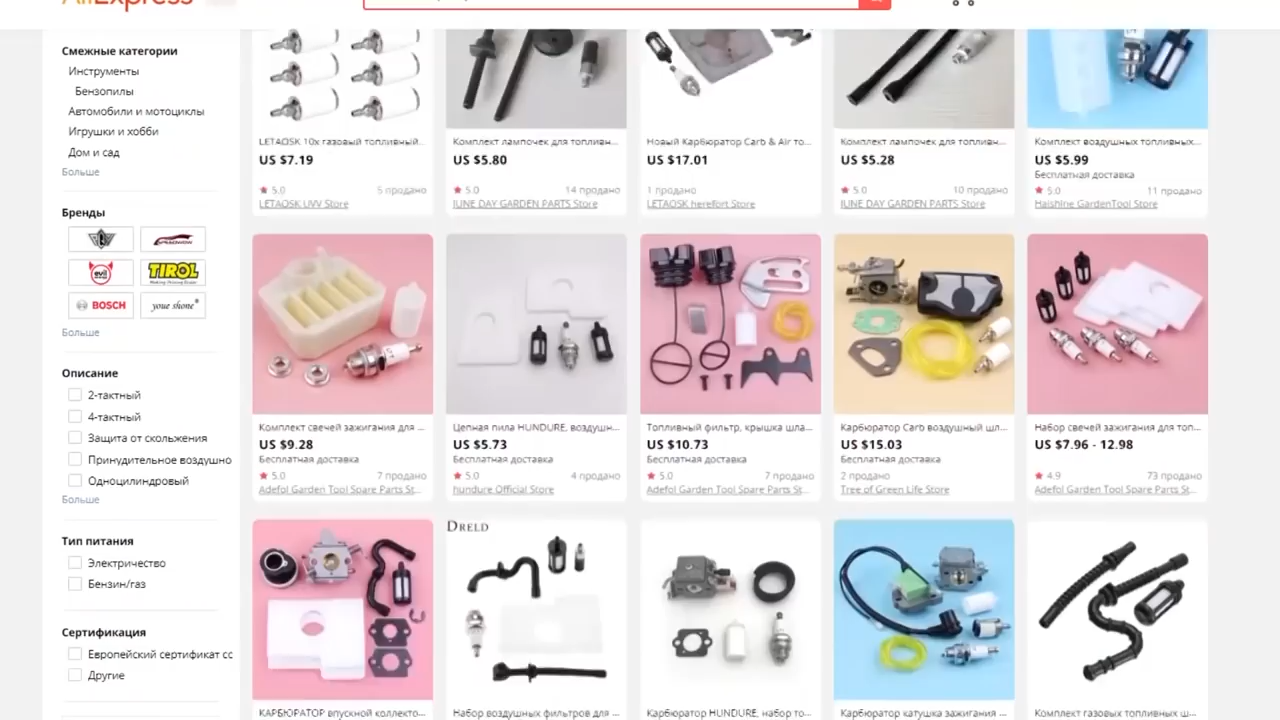 AliExpress
Смежные категории
Инструменты
Бензопилы
Автомобили и мотоциклы
Игрушки и хобби
Дом и сад
Больше
Бренды
evil
TIROL
BOSCH
youe shone
Больше
Описание
2-тактный
4-тактный
Защита от скольжения
Принудительное воздушно
Одноцилиндровый
Больше
Тип питания
Электричество
Бензин/газ
Сертификация
Европейский сертификат сс
Другие
LETAOSK 10x газовый топливный...
US $7.19
5.0 5 продано
LETAOSK UVV Store
Комплект лампочек для топливн...
US $5.80
5.0 14 продано
JUNE DAY GARDEN PARTS Store
Новый Карбюратор Carb & Air то...
US $17.01
1 продано
LETAOSK herefort Store
Комплект лампочек для топливн...
US $5.28
5.0 10 продано
JUNE DAY GARDEN PARTS Store
Комплект воздушных топливных...
US $5.99
Бесплатная доставка
5.0 11 продано
Haishine GardenTool Store
Комплект свечей зажигания для ...
US $9.28
Бесплатная доставка
5.0 7 продано
Adefol Garden Tool Spare Parts St...
Цепная пила HUNDURE, воздушн...
US $5.73
Бесплатная доставка
5.0 4 продано
hundure Official Store
Топливный фильтр, крышка шла...
US $10.73
Бесплатная доставка
5.0 7 продано
Adefol Garden Tool Spare Parts St...
Карбюратор Carb воздушный шл...
US $15.03
Бесплатная доставка
2 продано
Tree of Green Life Store
Набор свечей зажигания для топ...
US $7.96 - 12.98
4.9 73 продано
Adefol Garden Tool Spare Parts St...
КАРБЮРАТОР впускной коллекто...
DRELD
Набор воздушных фильтров для ...
Карбюратор HUNDURE, набор то...
Карбюратор катушка зажигания ...
Комплект газовых топливных ш...